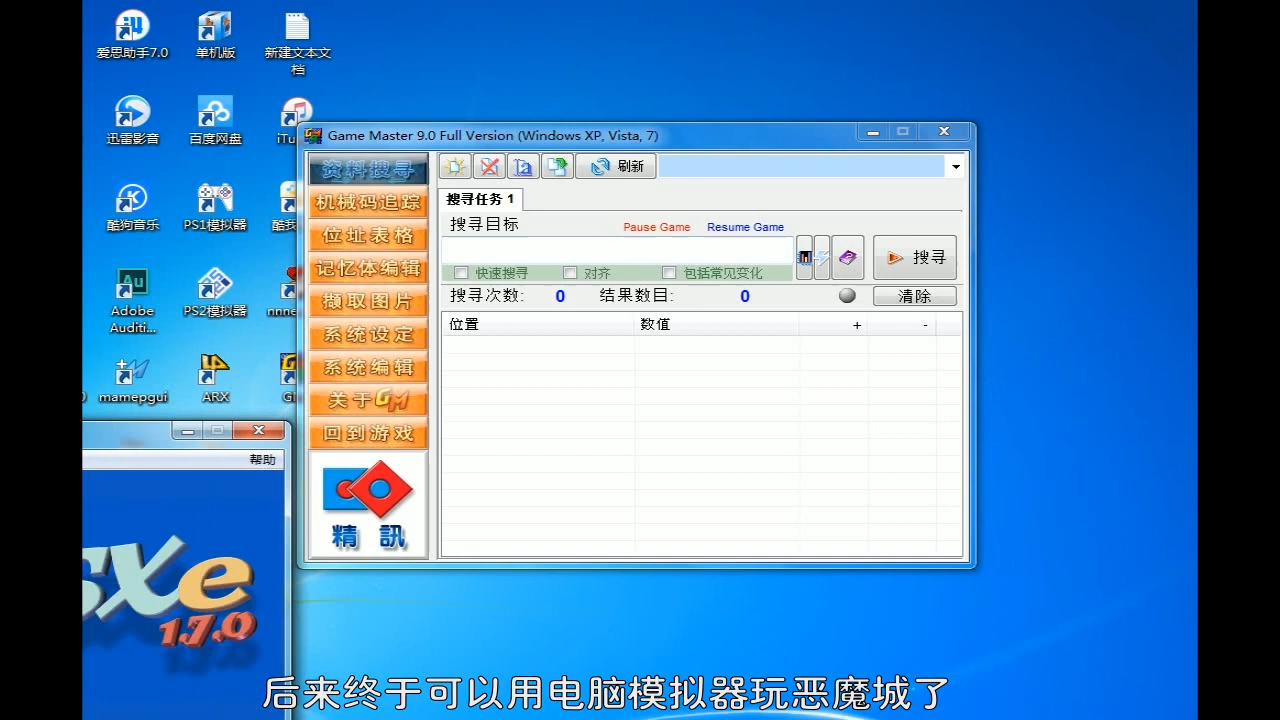 爱思助手7.0
单机版
新建文本文
档
迅雷影音
百度网盘
iTu
酷狗音乐
PS1模拟器
酷我
Adobe
Auditi...
PS2模拟器
nnne
mamepgui
ARX
帮助
sXe
1.7.0
Game Master 9.0 Full Version (Windows XP, Vista, 7)
资料搜寻
机械码追踪
位址表格
记忆体编辑
撷取图片
系统设定
系统编辑
关于GM
回到游戏
精 訊
刷新
搜寻任务 1
搜寻目标
Pause Game
Resume Game
快速搜寻
对齐
包括常见变化
搜寻
搜寻次数: 0
结果数目: 0
清除
位置
数值
+
-
后来终于可以用电脑模拟器玩恶魔城了